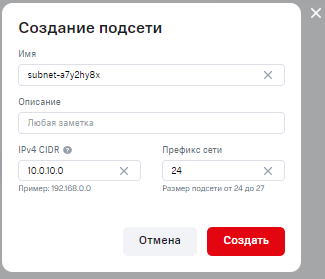 Создание подсети
Имя
subnet-a7y2hy8x
Описание
Любая заметка
IPv4 CIDR ?
Префикс сети
10.0.10.0
24
Пример: 192.168.0.0
Размер подсети от 24 до 27
Отмена
Создать